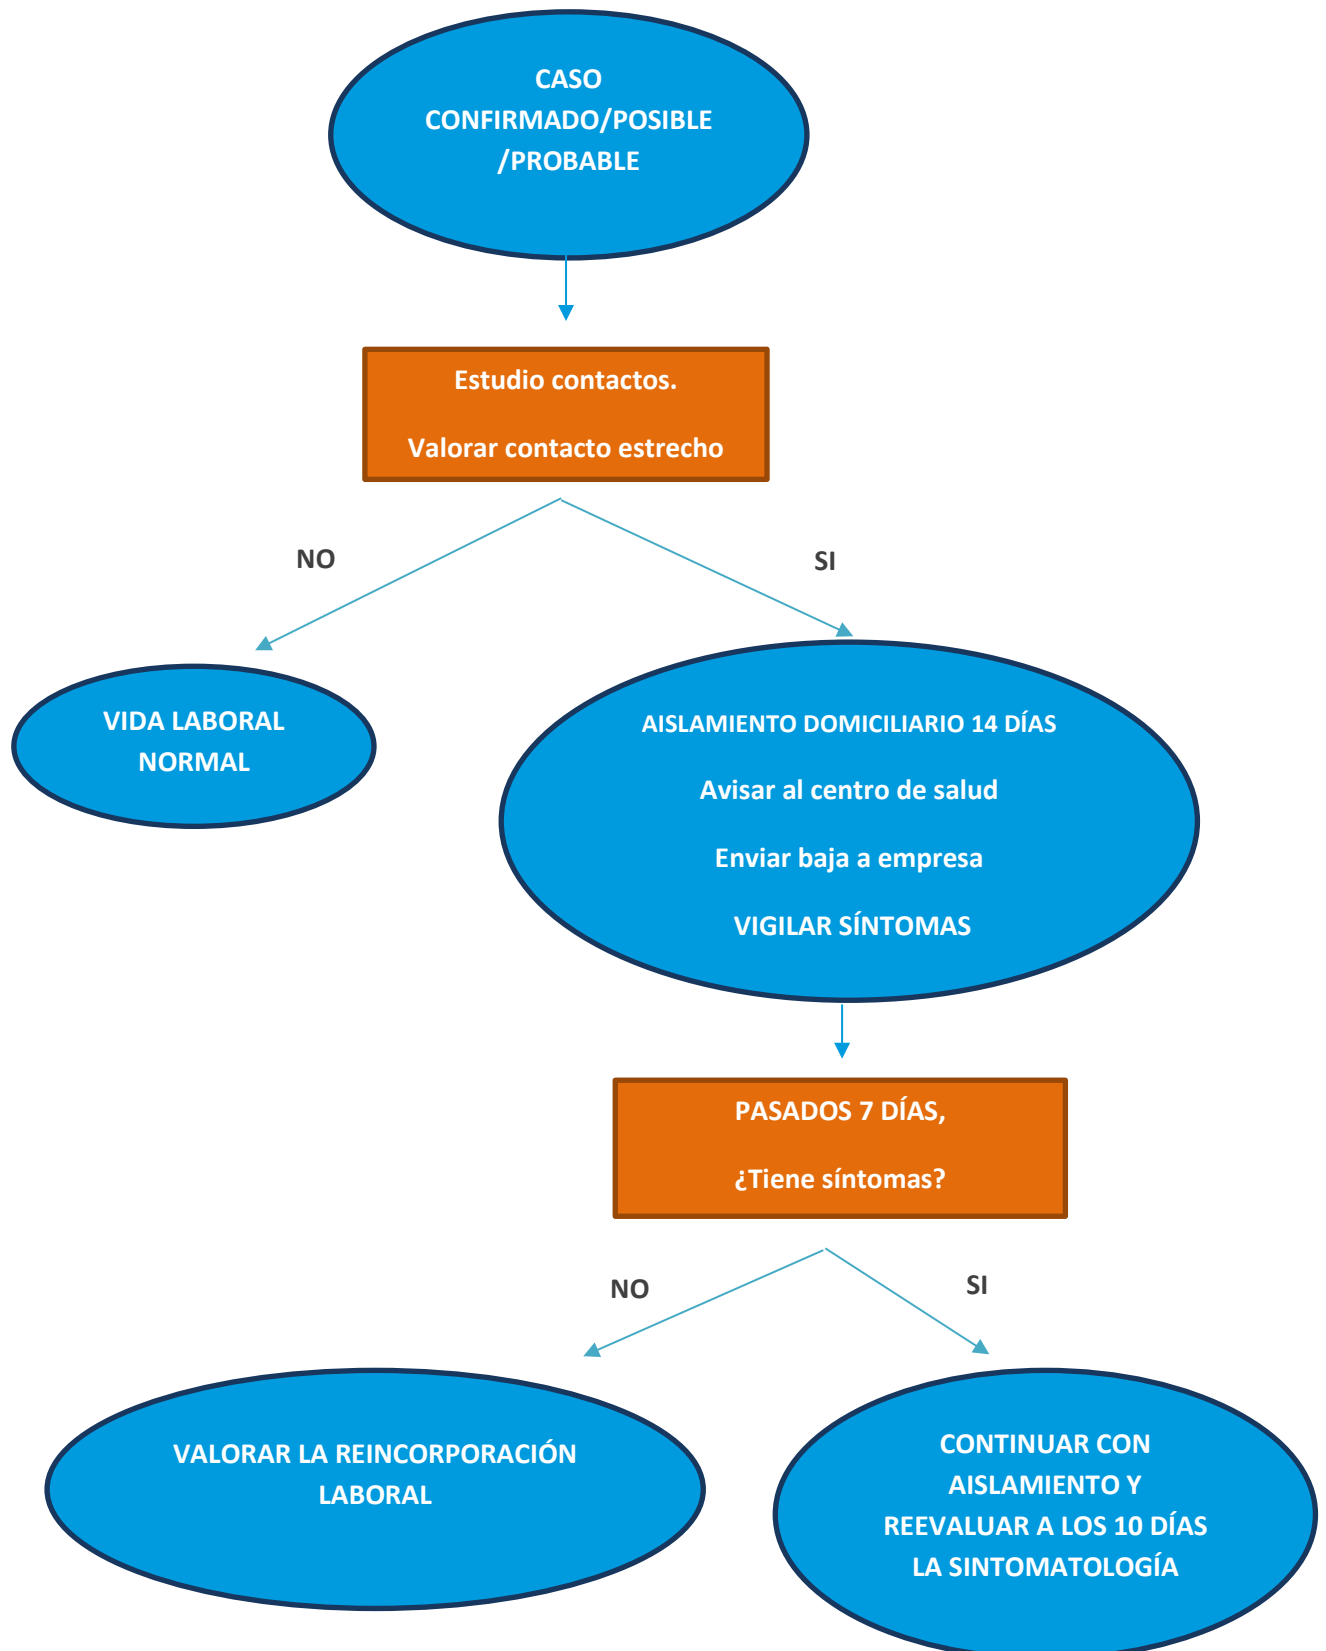 CASO
CONFIRMADO/POSIBLE
/PROBABLE
Estudio contactos.
Valorar contacto estrecho
NO
SI
VIDA LABORAL
NORMAL
AISLAMIENTO DOMICILIARIO 14 DÍAS
Avisar al centro de salud
Enviar baja a empresa
VIGILAR SÍNTOMAS
PASADOS 7 DÍAS,
¿Tiene síntomas?
NO
SI
VALORAR LA REINCORPORACIÓN
LABORAL
CONTINUAR CON
AISLAMIENTO Y
REEVALUAR A LOS 10 DÍAS
LA SINTOMATOLOGÍA